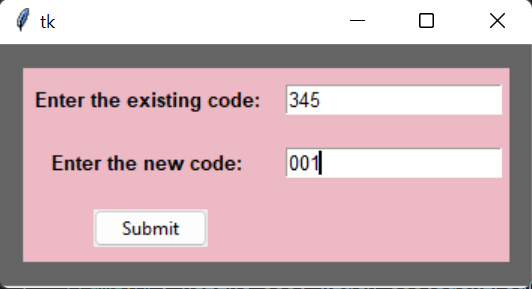 tk
Enter the existing code: 345
Enter the new code: 001
Submit